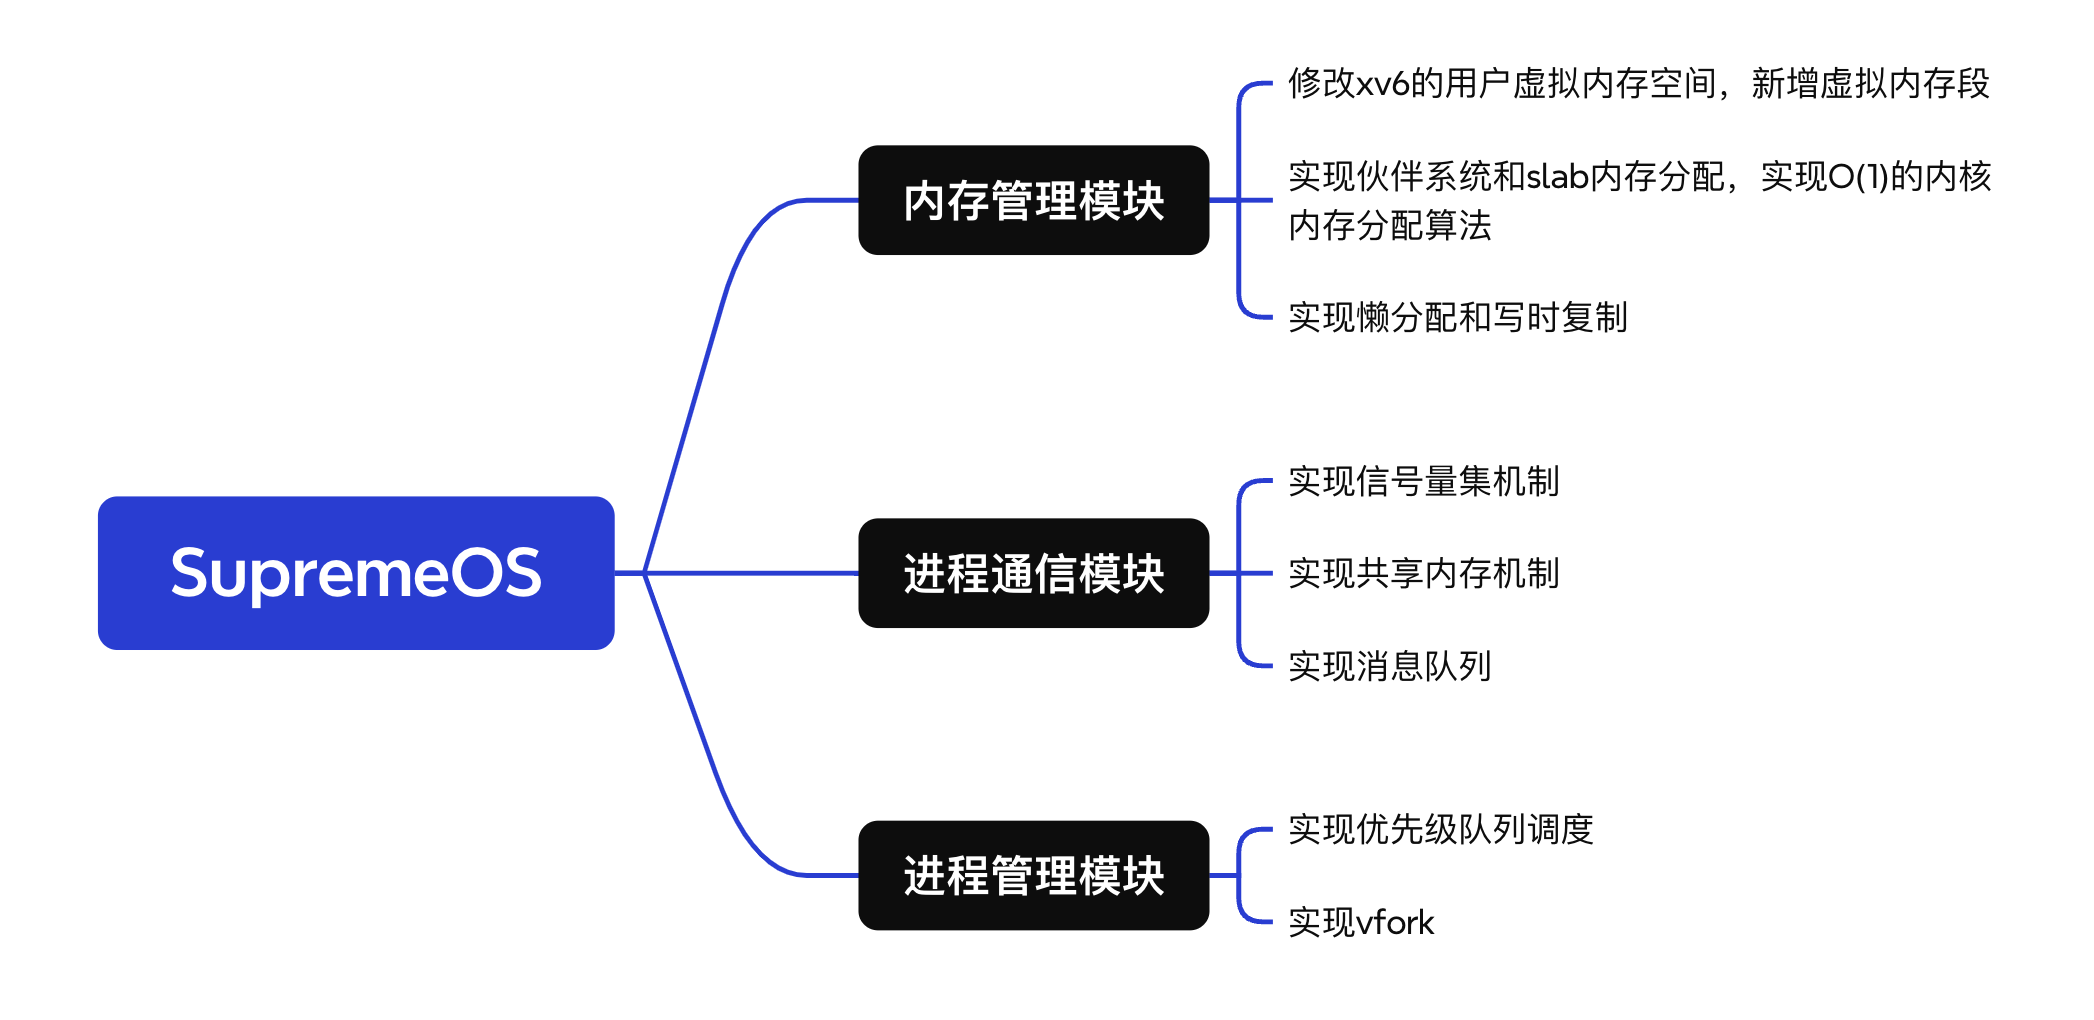 SupremeOS
内存管理模块
修改xv6的用户虚拟内存空间，新增虚拟内存段
实现伙伴系统和slab内存分配，实现O(1)的内核
内存分配算法
实现懒分配和写时复制
进程通信模块
实现信号量集机制
实现共享内存机制
实现消息队列
进程管理模块
实现优先级队列调度
实现vfork